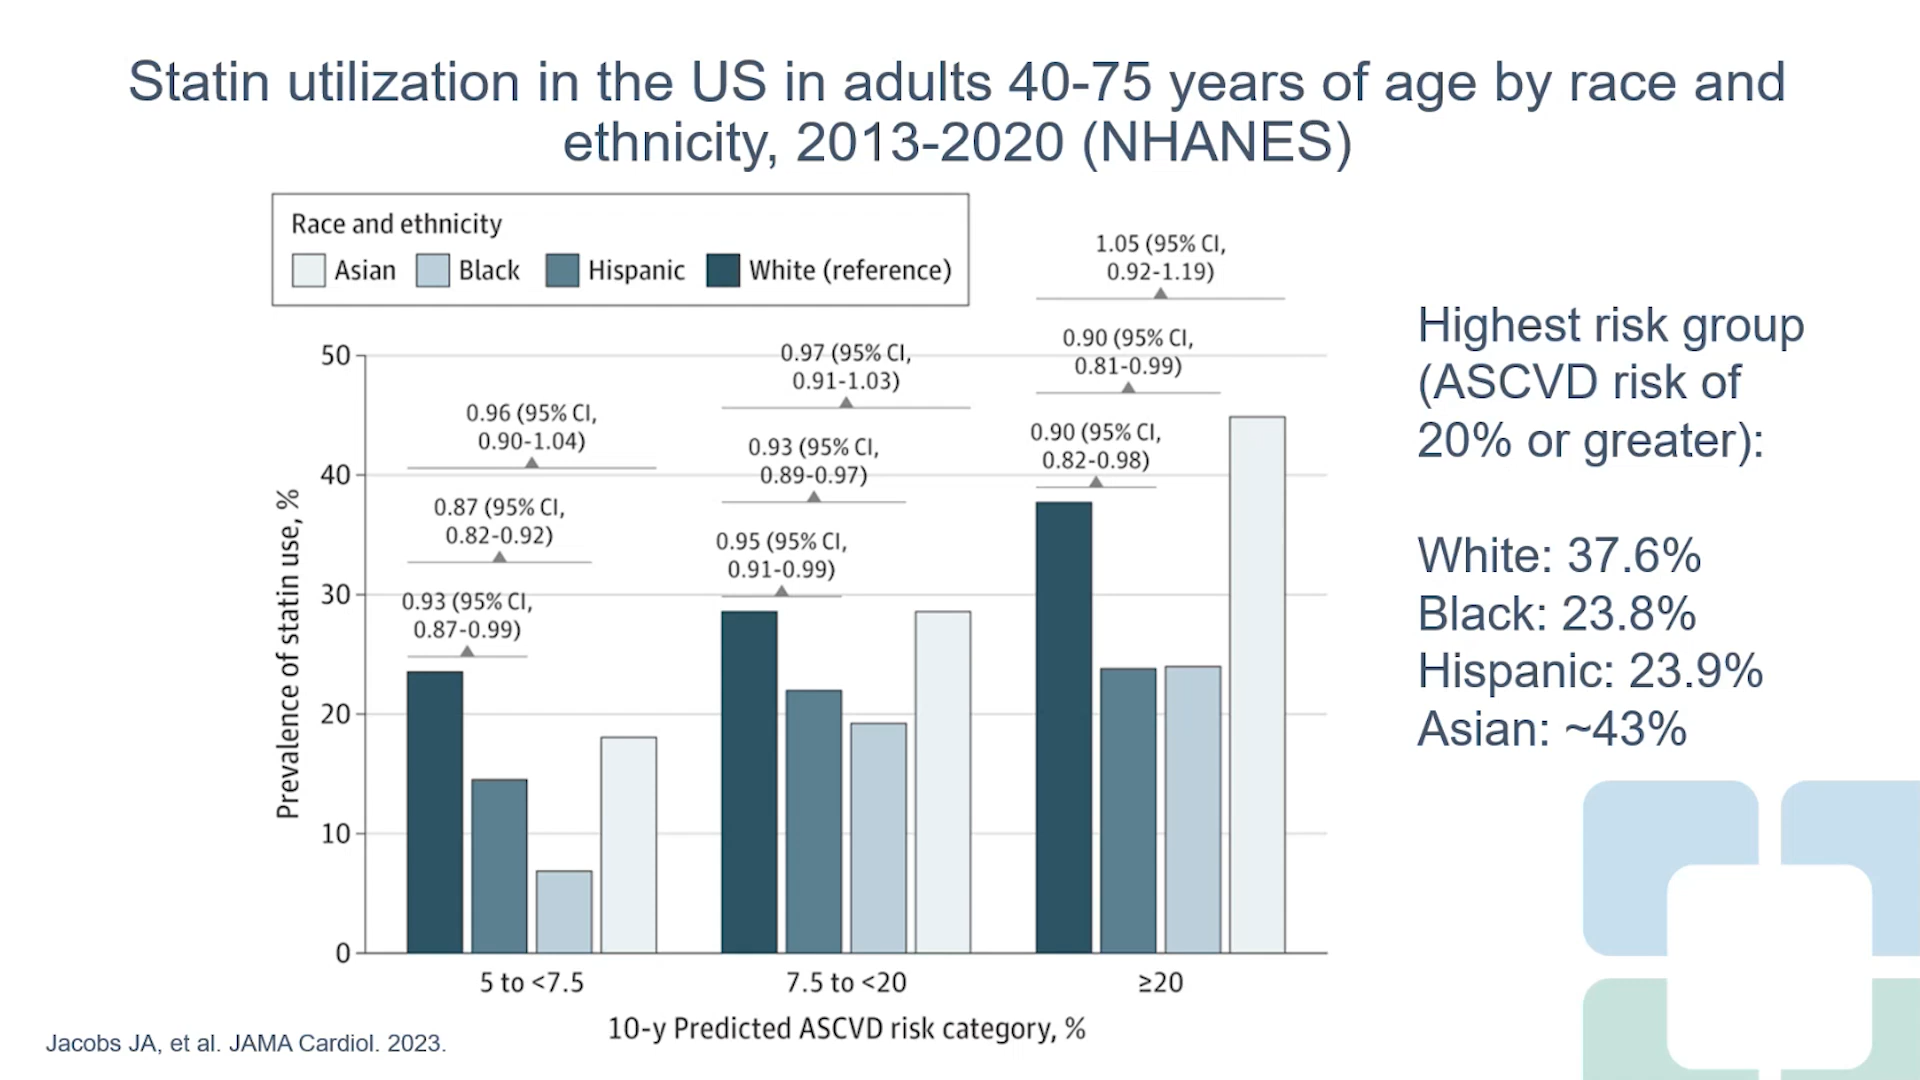 Statin utilization in the US in adults 40-75 years of age by race and
ethnicity, 2013-2020 (NHANES)
Race and ethnicity
Asian Black Hispanic White (reference)
1.05 (95% CI,
0.92-1.19)
0.90 (95% CI,
0.81-0.99)
0.90 (95% CI,
0.82-0.98)
0.97 (95% CI,
0.91-1.03)
0.93 (95% CI,
0.89-0.97)
0.95 (95% CI,
0.91-0.99)
0.96 (95% CI,
0.90-1.04)
0.87 (95% CI,
0.82-0.92)
0.93 (95% CI,
0.87-0.99)
Prevalence of statin use, %
50
40
30
20
10
0
5 to <7.5 7.5 to <20 ≥20
10-y Predicted ASCVD risk category, %
Highest risk group
(ASCVD risk of
20% or greater):
White: 37.6%
Black: 23.8%
Hispanic: 23.9%
Asian: ~43%
Jacobs JA, et al. JAMA Cardiol. 2023.